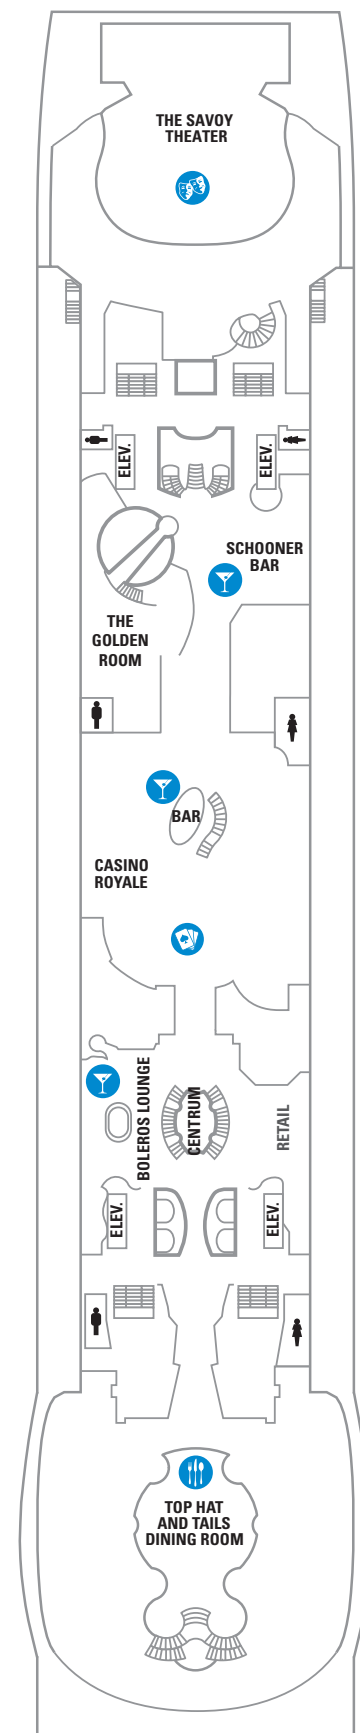 THE SAVOY
THEATER
ELEV.
ELEV.
SCHOONER
BAR
THE
GOLDEN
ROOM
BAR
CASINO
ROYALE
BOLEROS LOUNGE
CENTRUM
RETAIL
ELEV.
ELEV.
TOP HAT
AND TAILS
DINING ROOM